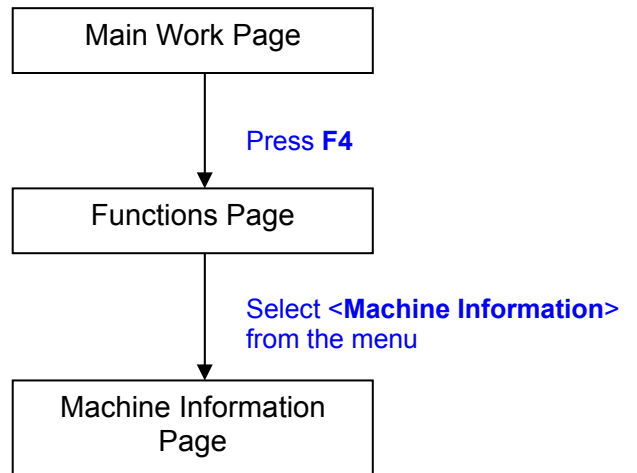 Main Work Page
Press F4
Functions Page
Select <Machine Information>
from the menu
Machine Information
Page